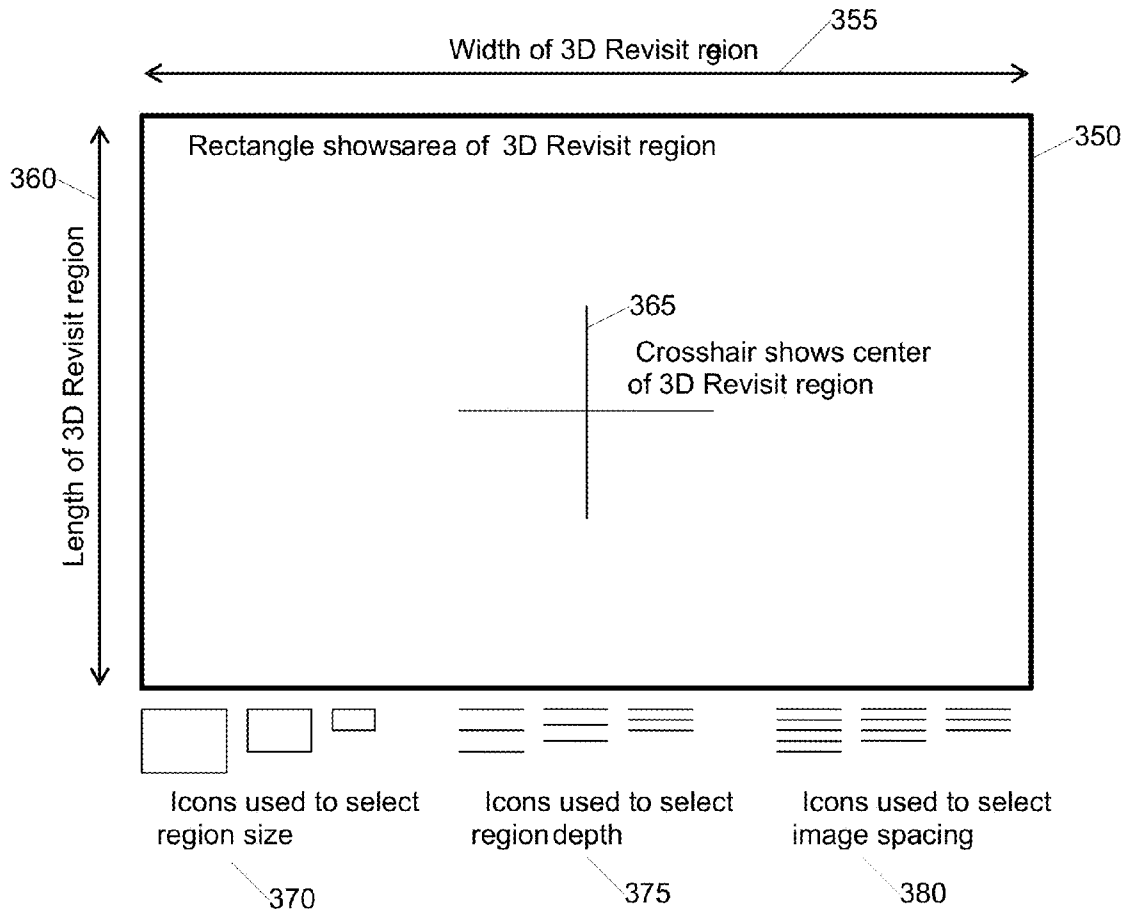 355
Width of 3D Revisit region
Rectangle showsarea of 3D Revisit region
350
360
Length of 3D Revisit region
365
Crosshair shows center
of 3D Revisit region
Icons used to select
region size
Icons used to select
region depth
Icons used to select
image spacing
370
375
380